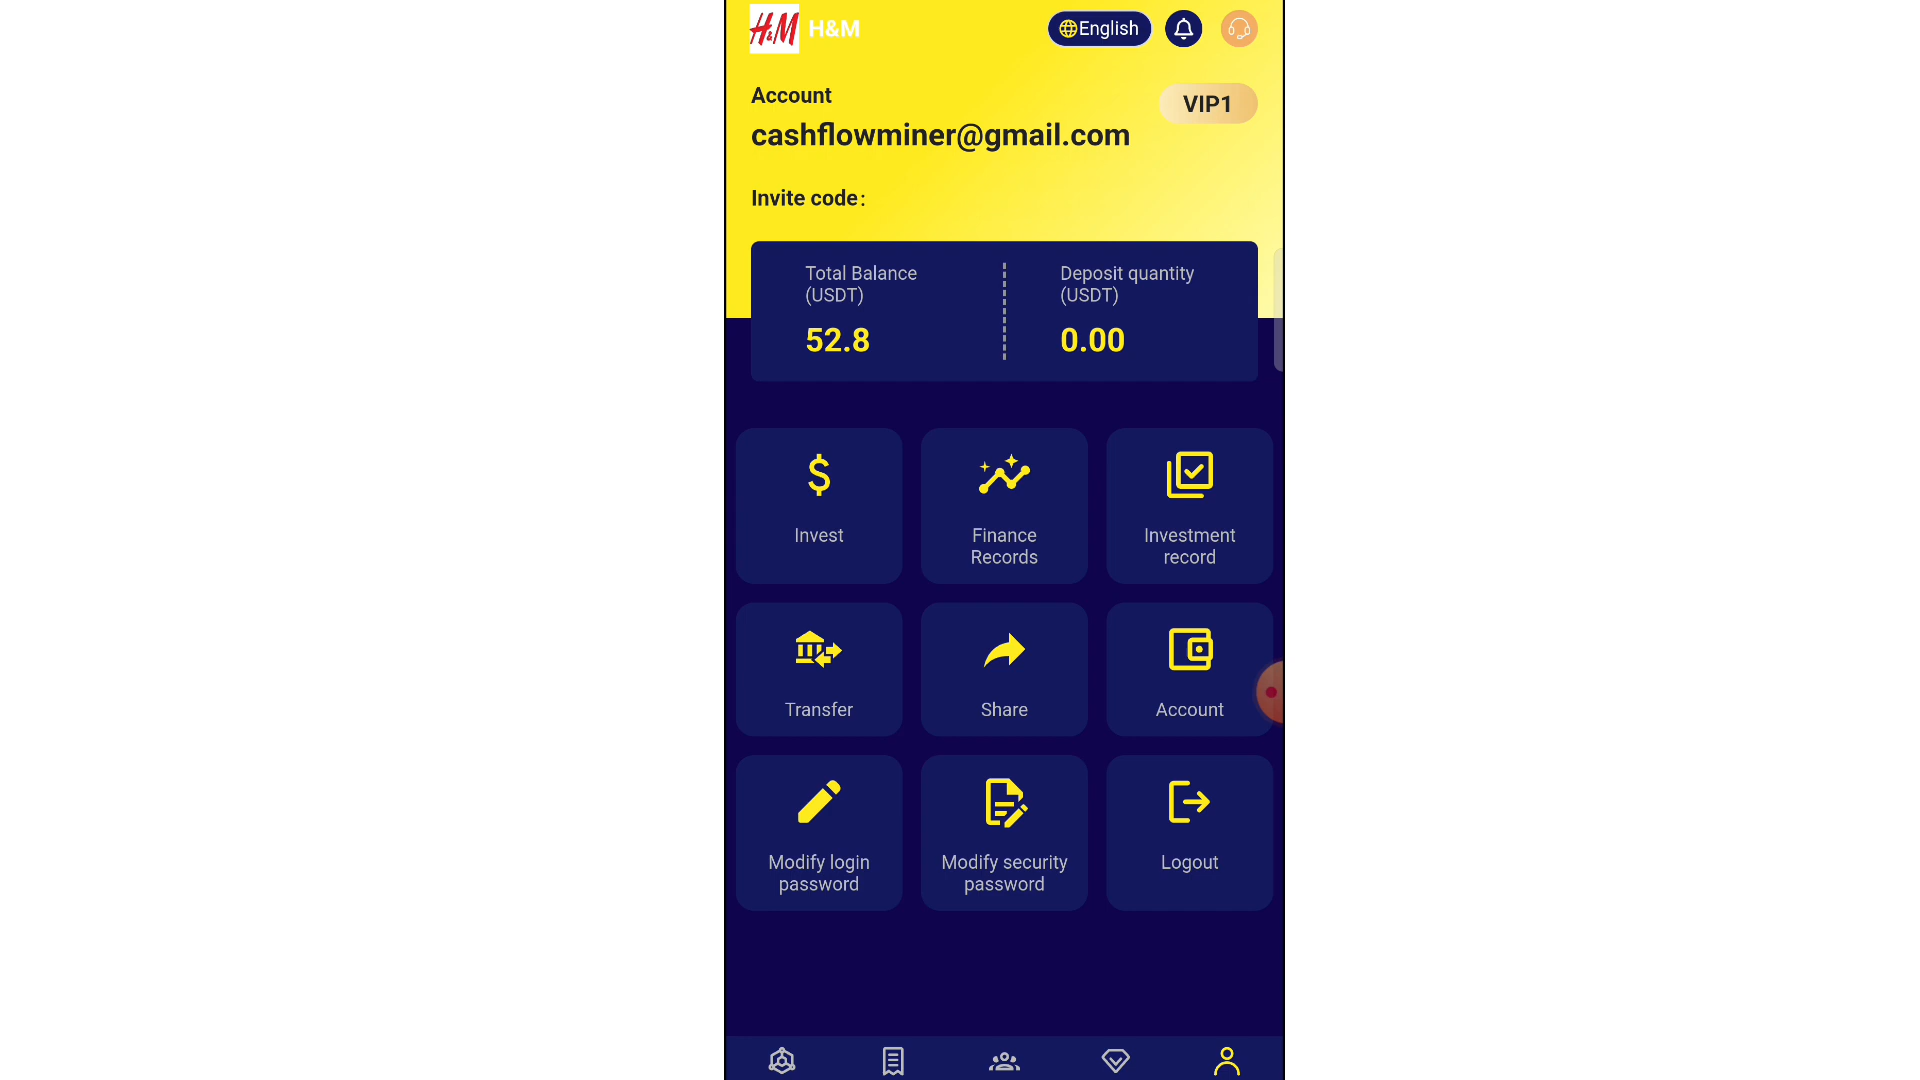 H&M H&M English
Account
VIP1
cashflowminer@gmail.com
Invite code:
Total Balance
(USDT)
52.8
Deposit quantity
(USDT)
0.00
Invest
Finance
Records
Investment
record
Transfer
Share
Account
Modify login
password
Modify security
password
Logout